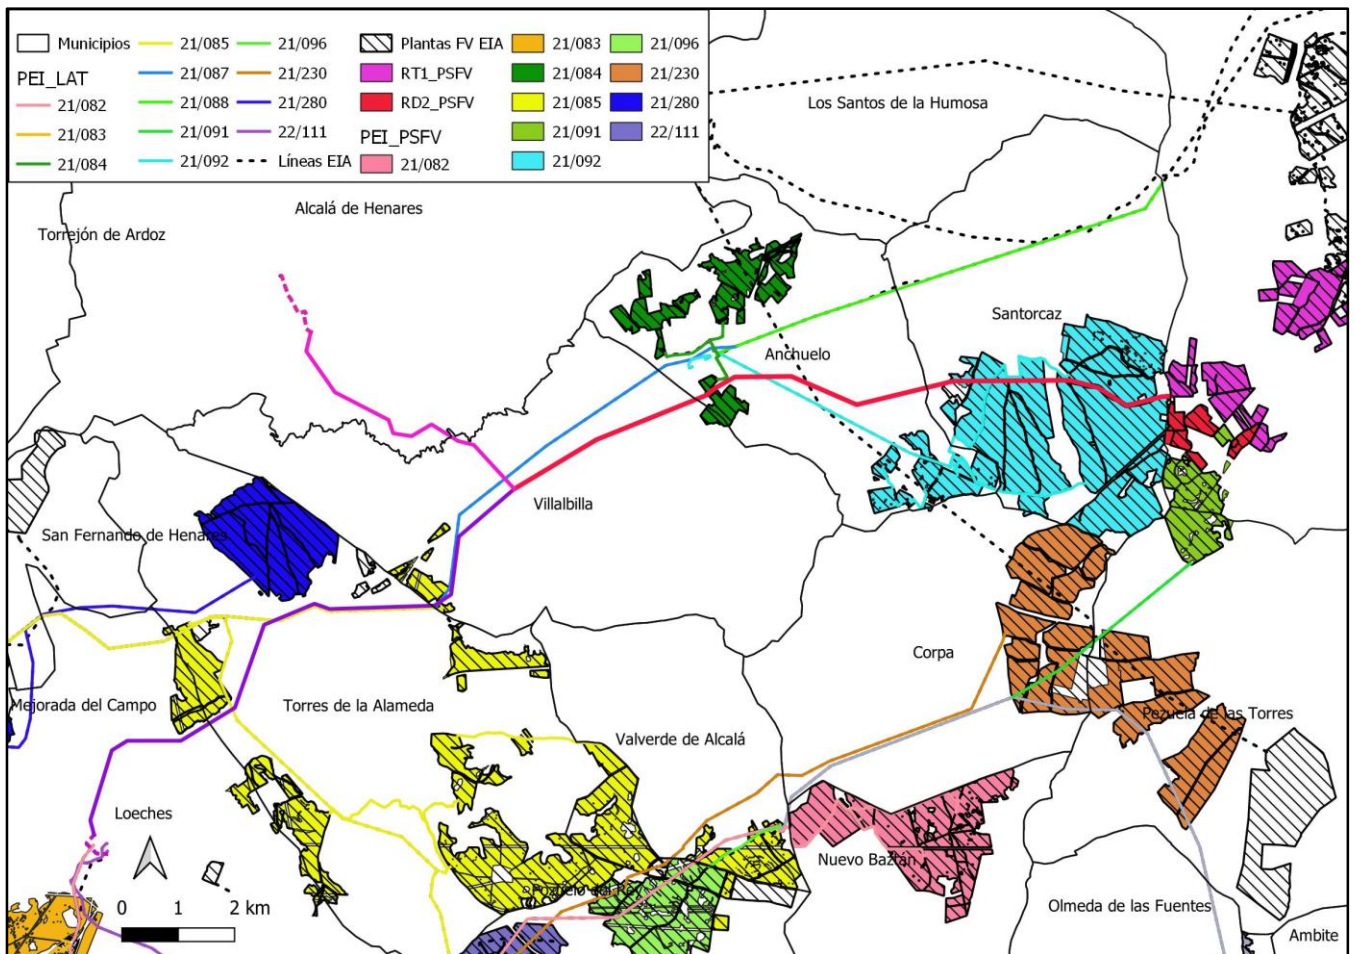 Municipios
PEI_LAT
21/082
21/083
21/084
21/085
21/087
21/088
21/091
21/092
21/096
21/230
21/280
22/111
Líneas EIA
Plantas FV EIA
RT1_PSFV
RD2_PSFV
PEI_PSFV
21/082
21/083
21/084
21/085
21/091
21/092
21/096
21/230
21/280
22/111
Los Santos de la Humosa
Alcalá de Henares
Torrejón de Ardoz
Santorcaz
Anchuelo
Villalbilla
San Fernando de Henares
Corpa
Mejorada del Campo
Torres de la Alameda
Pezuela de las Torres
Valverde de Alcalá
Loeches
Nuevo Baztán
Pozuelo del Rey
Olmeda de las Fuentes
Ambite
0 1 2 km